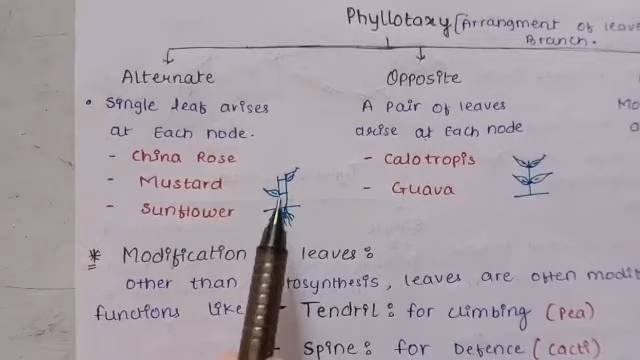 Phyllotaxy [Arrangment of leave
Branch.
Alternate
• Single leaf arises
at Each node.
- China Rose
- Mustard
- Sunflower
Opposite
A pair of leaves
arise at Each node
- Calotropis
- Guava
Mo
* Modification leaves:
other than tosynthesis, leaves are often modi
functions like - Tendril: for climbing (pea)
- Spine: for Defence (cacti)